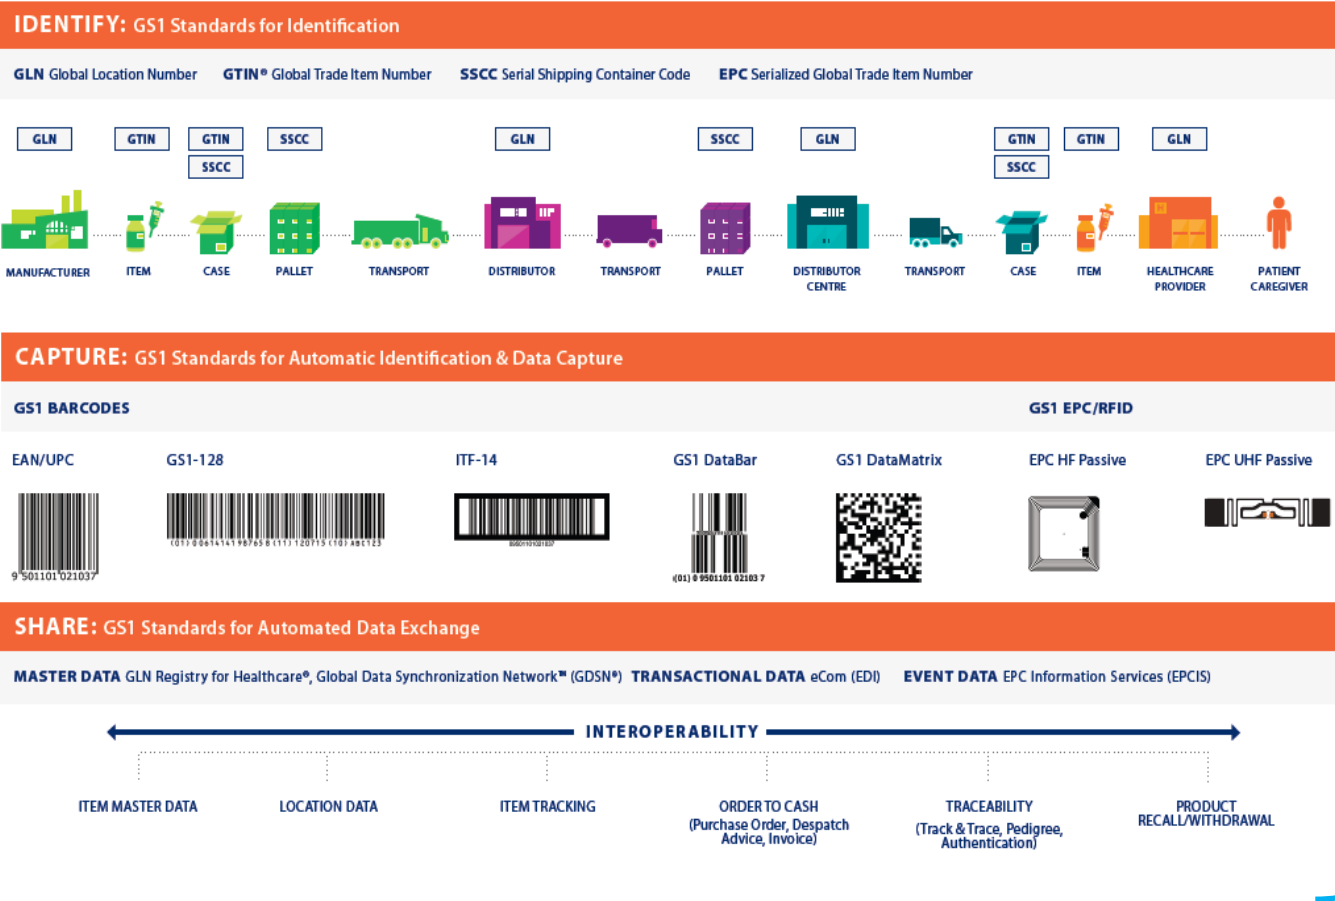 IDENTIFY: GS1 Standards for Identification
GLN Global Location Number GTIN® Global Trade Item Number SSCC Serial Shipping Container Code EPC Serialized Global Trade Item Number
GLN GTIN GTIN SSCC GLN SSCC GLN GTIN GTIN GLN
SSCC SSCC
H
MANUFACTURER ITEM CASE PALLET TRANSPORT DISTRIBUTOR TRANSPORT PALLET DISTRIBUTOR TRANSPORT CASE ITEM HEALTHCARE PATIENT
CENTRE PROVIDER CAREGIVER
CAPTURE: GS1 Standards for Automatic Identification & Data Capture
GS1 BARCODES GS1 EPC/RFID
EAN/UPC GS1-128 ITF-14 GS1 DataBar GS1 DataMatrix EPC HF Passive EPC UHF Passive
(01) 00614141987658 (11) 120715 (10) ABC123
09501101021037
9 501101 021037
(01) 0 9501101 02103 7
SHARE: GS1 Standards for Automated Data Exchange
MASTER DATA GLN Registry for Healthcare®, Global Data Synchronization Network™ (GDSN®) TRANSACTIONAL DATA eCom (EDI) EVENT DATA EPC Information Services (EPCIS)
INTEROPERABILITY
ITEM MASTER DATA LOCATION DATA ITEM TRACKING ORDER TO CASH TRACEABILITY PRODUCT
RECALL/WITHDRAWAL
(Purchase Order, Despatch (Track & Trace, Pedigree,
Advice, Invoice) Authentication)